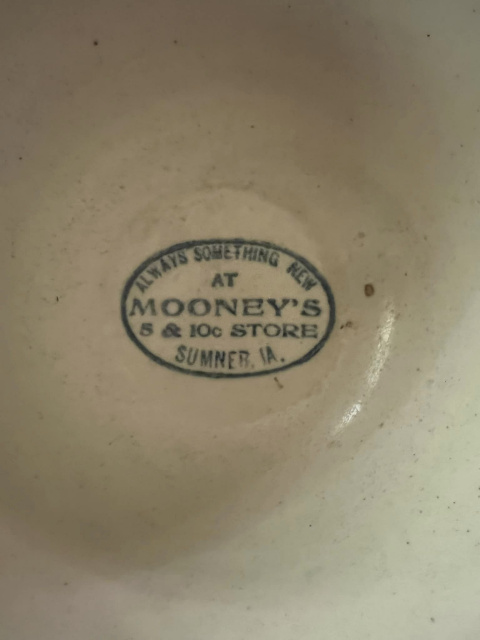 ALWAYS SOMETHING NEW
AT
MOONEY'S
5 & 10c STORE
SUMNER, IA.